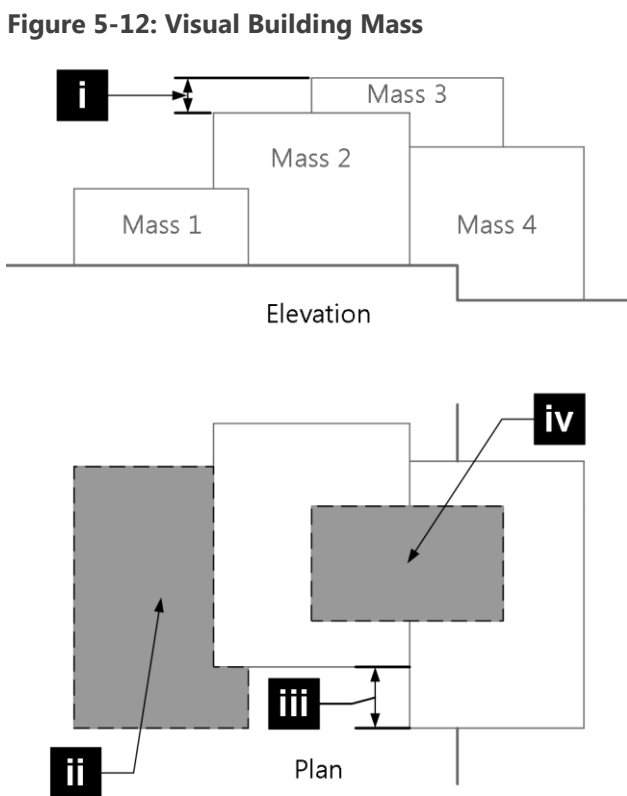 Figure 5-12: Visual Building Mass
i
Mass 3
Mass 2
Mass 1
Mass 4
Elevation
iv
iii
ii
Plan